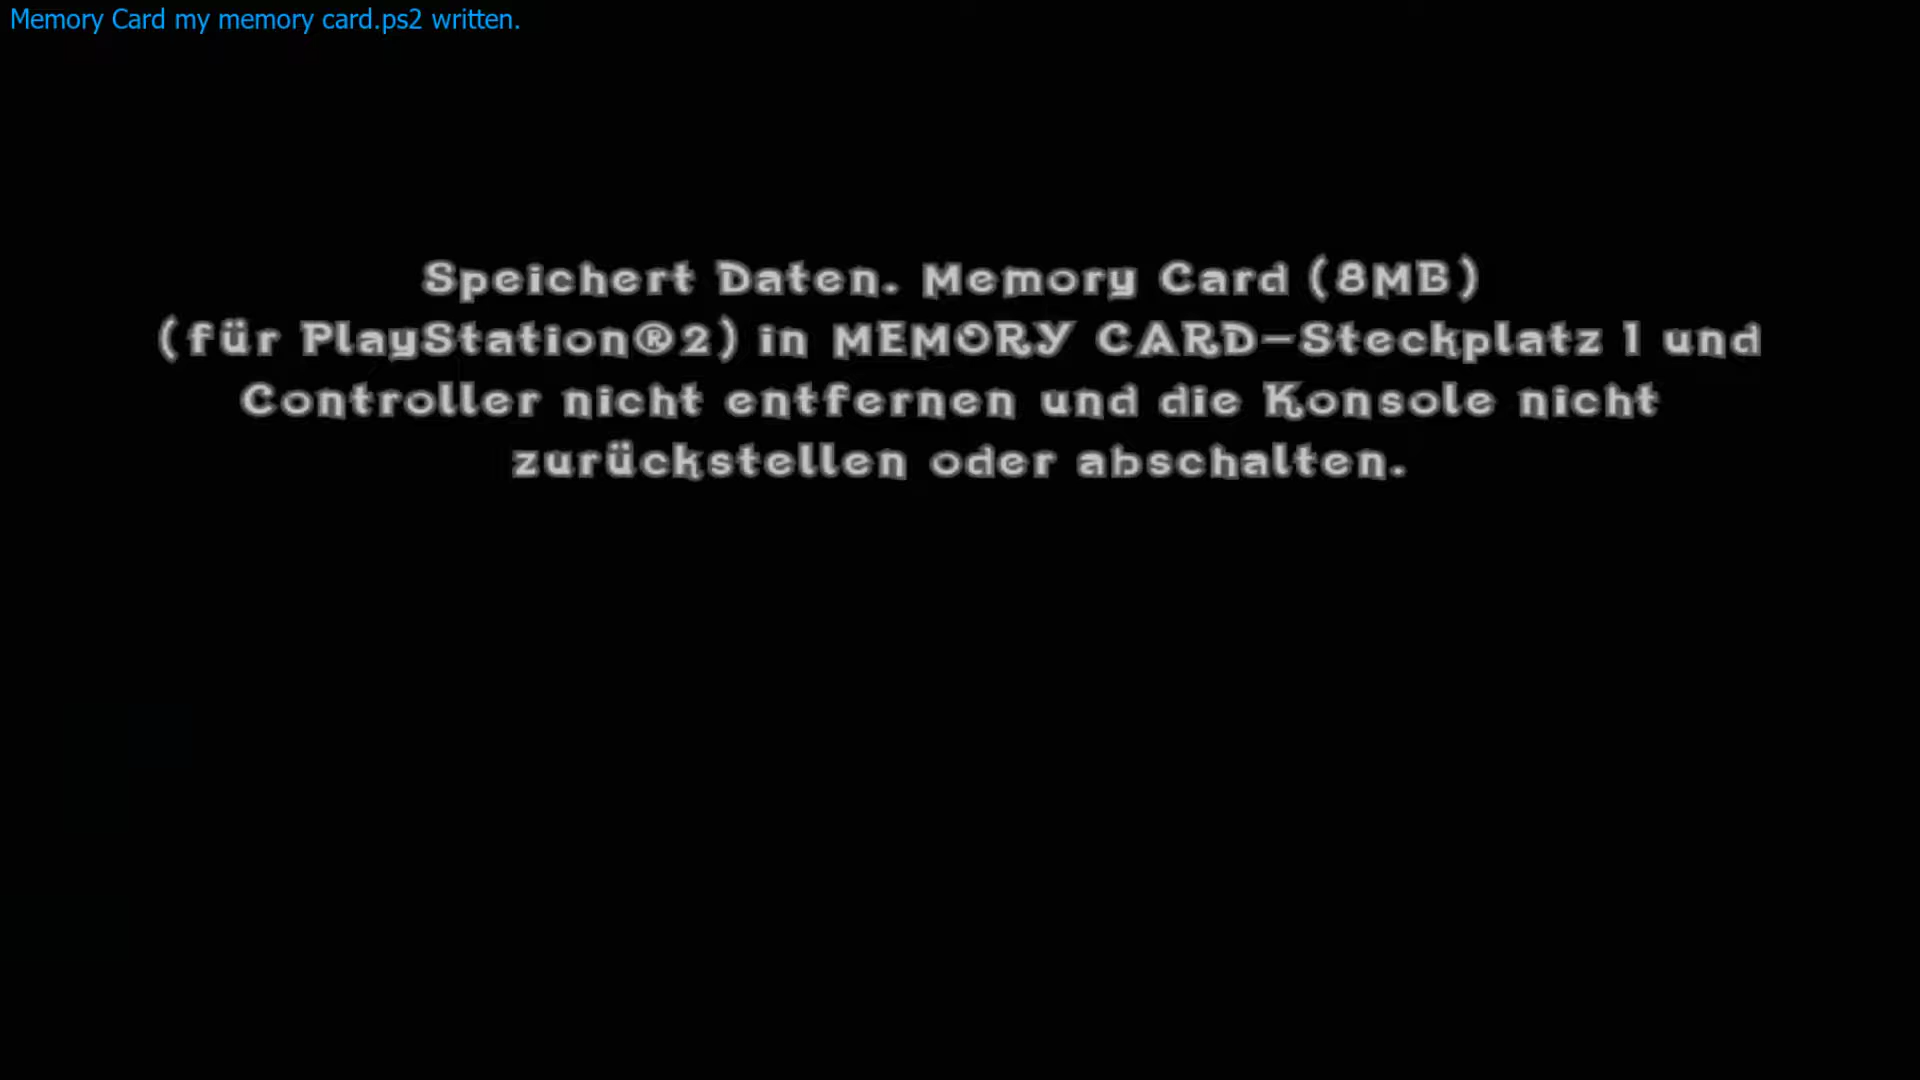 Memory Card my memory card.ps2 written.
Speichert Daten. Memory Card (8MB)
(für PlayStation®2) in MEMORY CARD—Steckplatz 1 und
Controller nicht entfernen und die Konsole nicht
zurückstellen oder abschalten.